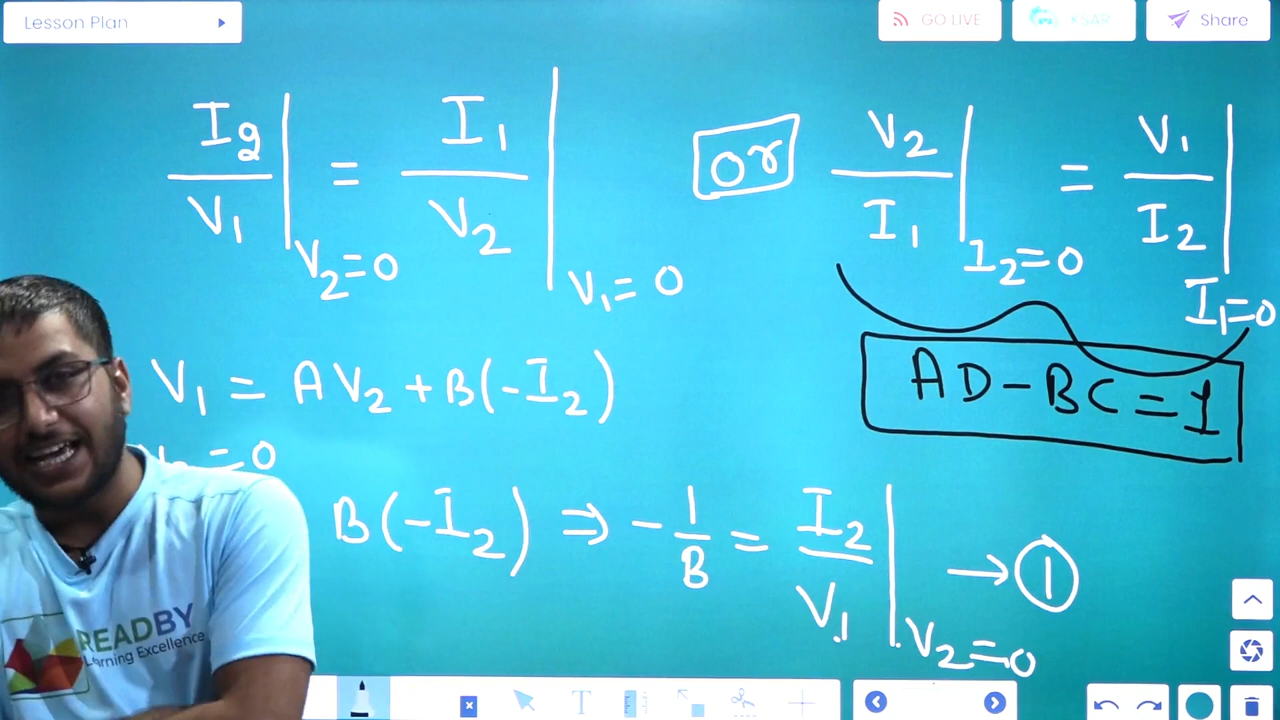 Lesson Plan
GO LIVE
KSAR
Share
I2/V1 |V2=0 = I1/V2 |V1=0
or
V2/I1 |I2=0 = V1/I2 |I1=0
AD-BC=1
V1 = AV2 + B(-I2)
=0
B(-I2) ⇒ -1/B = I2/V1 |V2=0 → 1
READBY
Learning Excellence
T